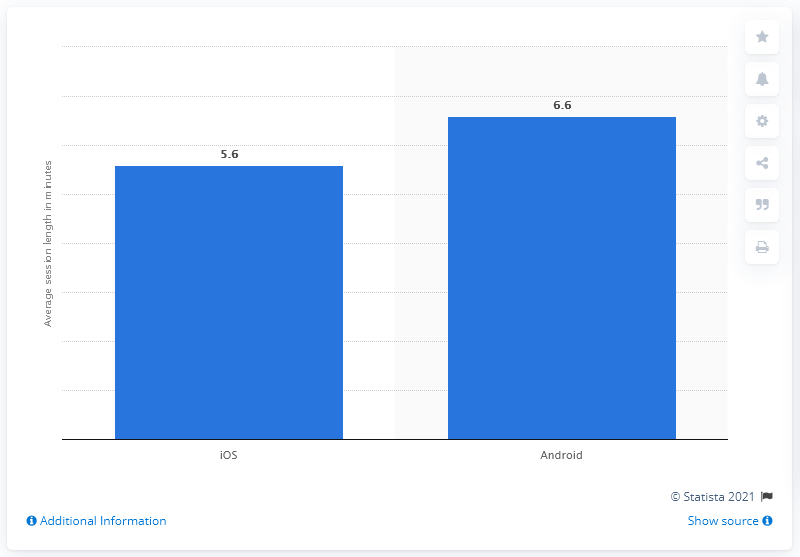 Average session length in minutes
5.6
6.6
iOS
Android
© Statista 2021
Additional Information
Show source